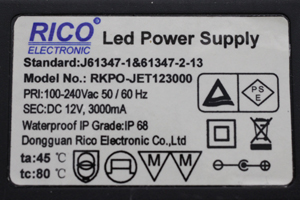 RICO
ELECTRONIC
Led Power Supply
Standard:J61347-1&61347-2-13
Model No.: RKPO-JET123000
PRI:100-240Vac 50 / 60 Hz
SEC:DC 12V, 3000mA
Waterproof IP Grade:IP 68
Dongguan Rico Electronic Co.,Ltd
PS
E
ta:45℃
tc:80℃
M M